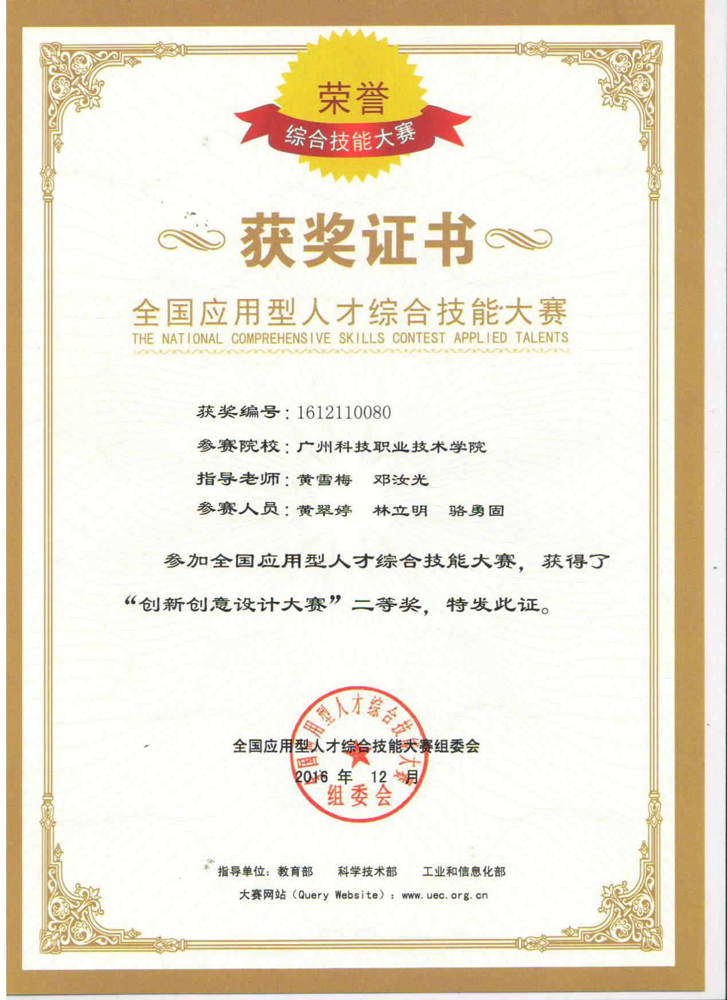 荣誉
综合技能大赛
获奖证书
全国应用型人才综合技能大赛
THE NATIONAL COMPREHENSIVE SKILLS CONTEST APPLIED TALENTS
获奖编号：1612110080
参赛院校：广州科技职业技术学院
指导老师：黄雪梅 邓汝光
参赛人员：黄翠婷 林立明 骆勇固
参加全国应用型人才综合技能大赛，获得了
“创新创意设计大赛”二等奖，特发此证。
全国应用型人才综合技能大赛
全国应用型人才综合技能大赛组委会
2016 年 12 月
组委会
指导单位：教育部 科学技术部 工业和信息化部
大赛网站（Query Website）：www.uec.org.cn